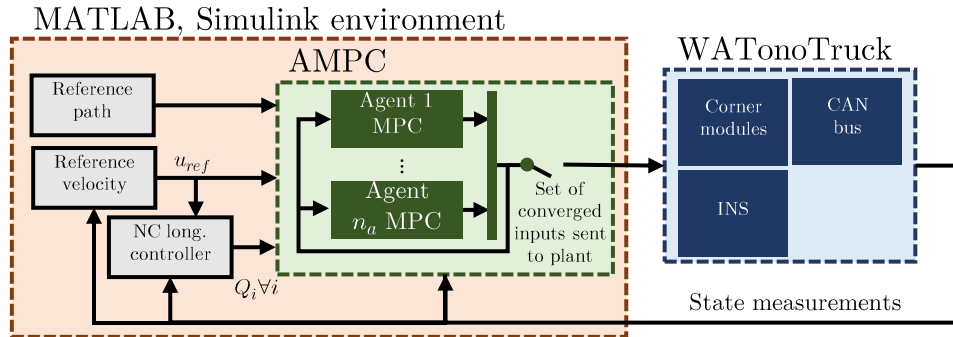 MATLAB, Simulink environment
AMPC
WATonoTruck
Reference
path
Agent 1
MPC
Corner
modules
CAN
bus
Reference
velocity
u_ref
...
Agent
n_a MPC
Set of
converged
inputs sent
to plant
INS
NC long.
controller
Q_i∀i
State measurements